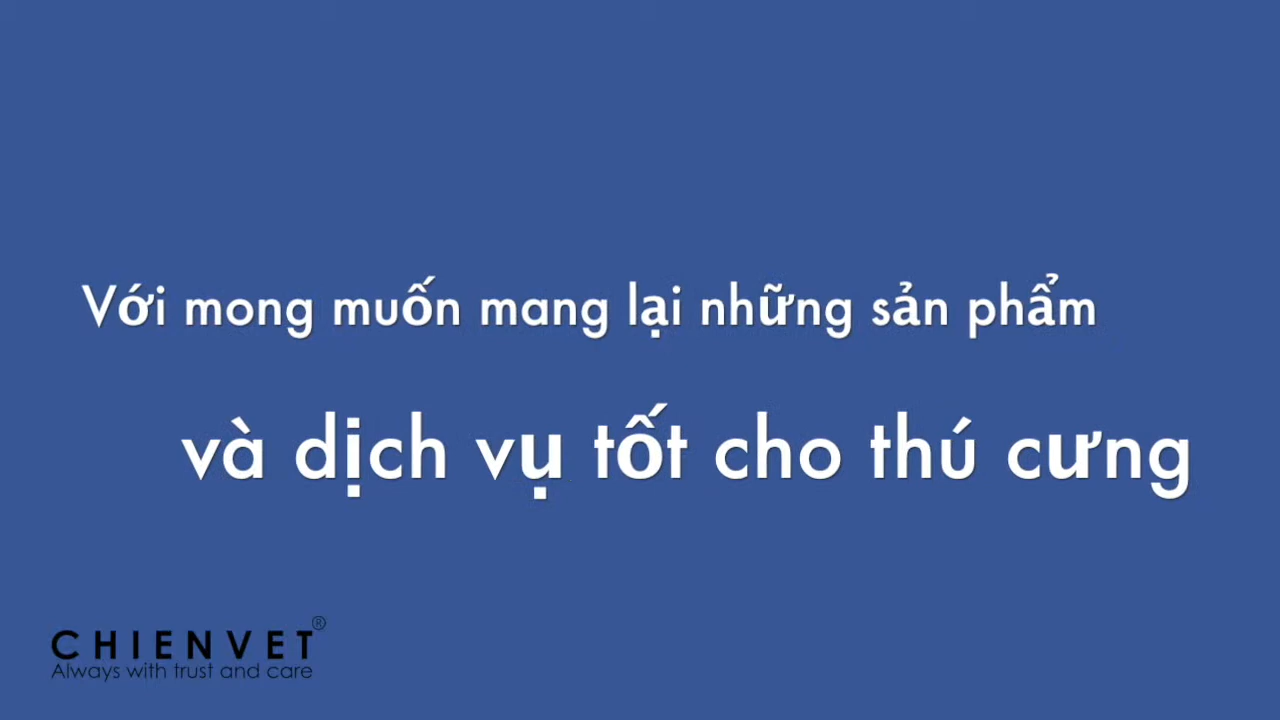 Với mong muốn mang lại những sản phẩm
và dịch vụ tốt cho thú cưng
CHIENVET®
Always with trust and care